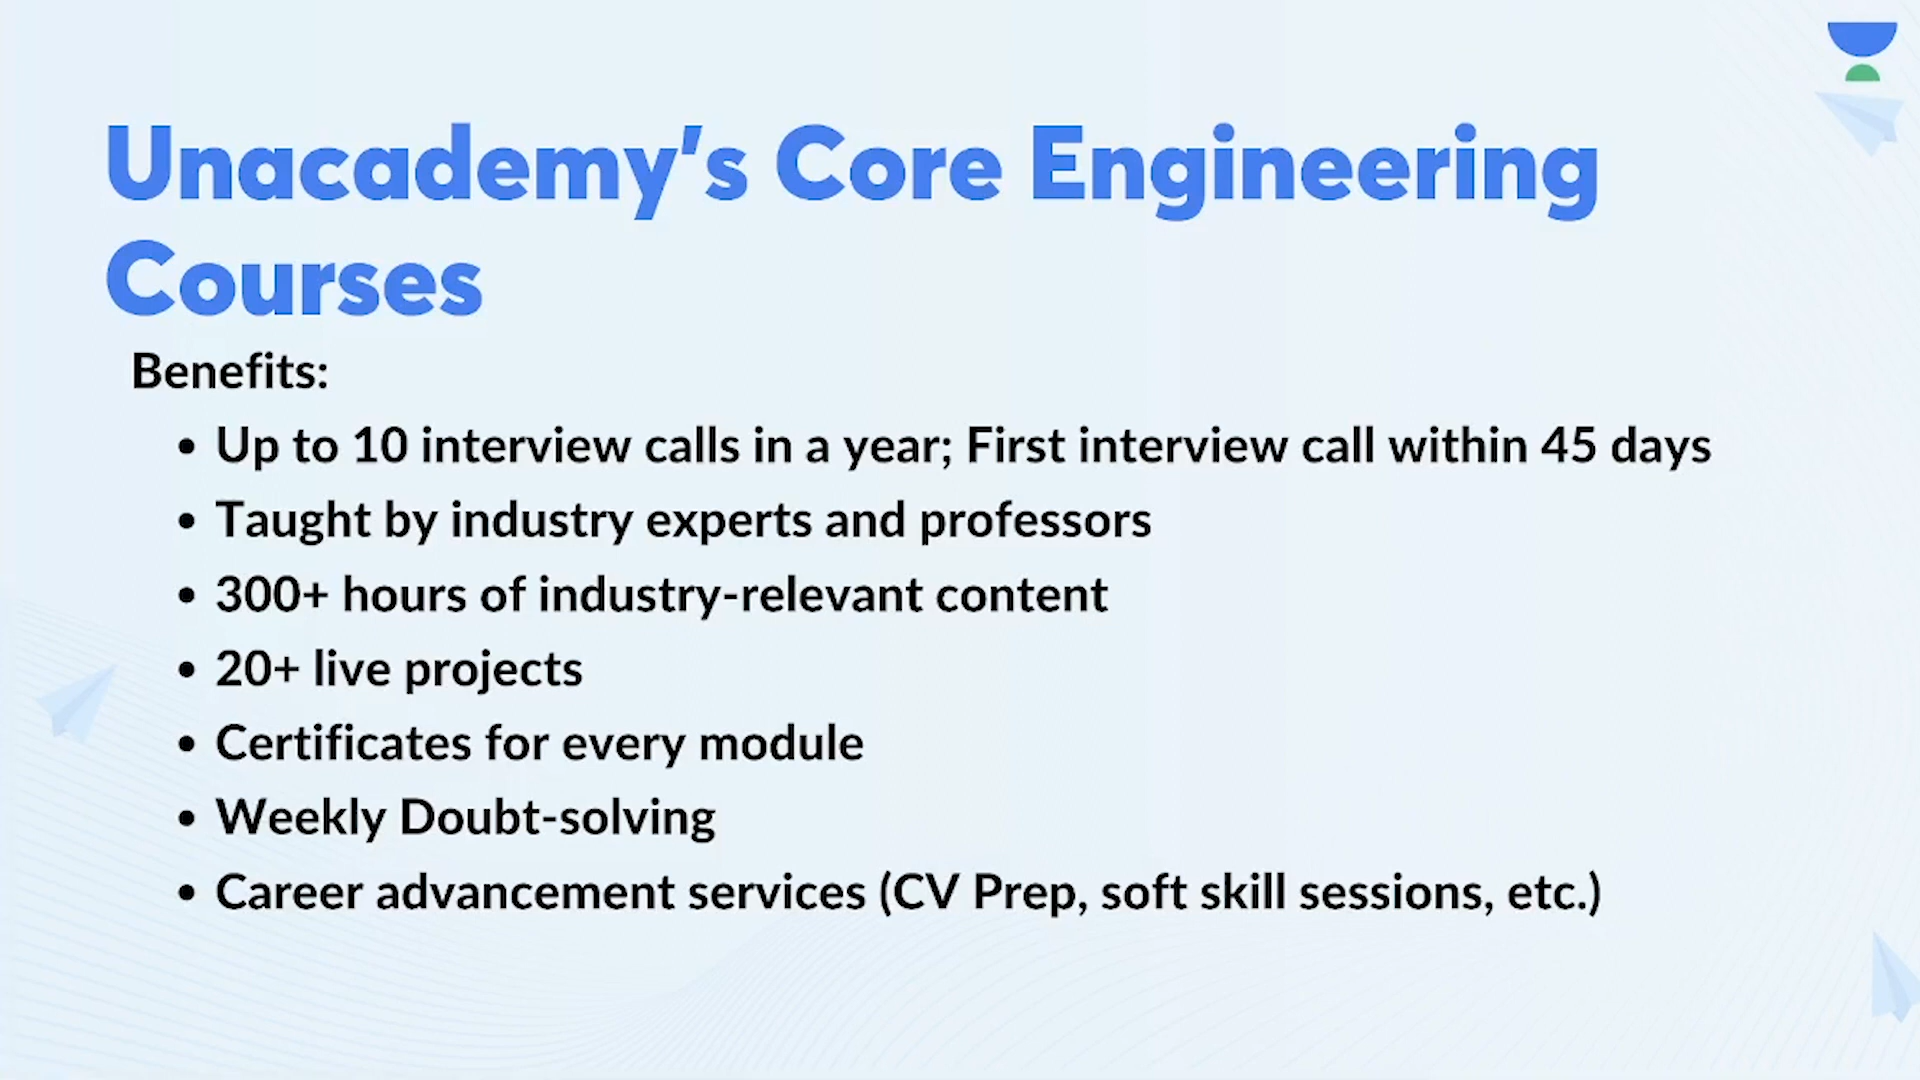 Unacademy's Core Engineering
Courses
Benefits:
• Up to 10 interview calls in a year; First interview call within 45 days
• Taught by industry experts and professors
• 300+ hours of industry-relevant content
• 20+ live projects
• Certificates for every module
• Weekly Doubt-solving
• Career advancement services (CV Prep, soft skill sessions, etc.)